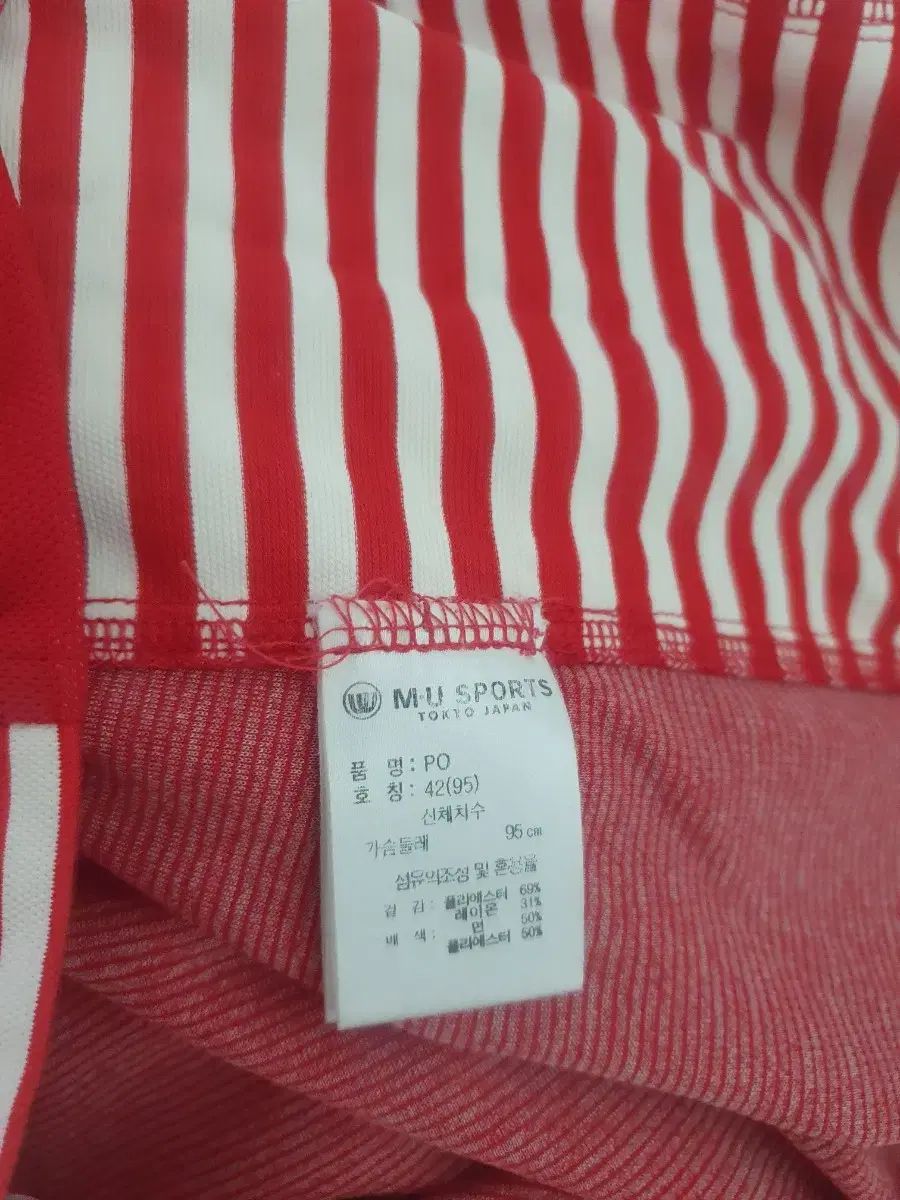 M·U SPORTS
TOKYO JAPAN
품 명 : PO
호 칭 : 42(95)
신체치수
가슴둘레 95 cm
섬유의조성 및 혼용율
겉 감 : 폴리에스터 69%
레이온 31%
배 색 : 면 50%
폴리에스터 50%